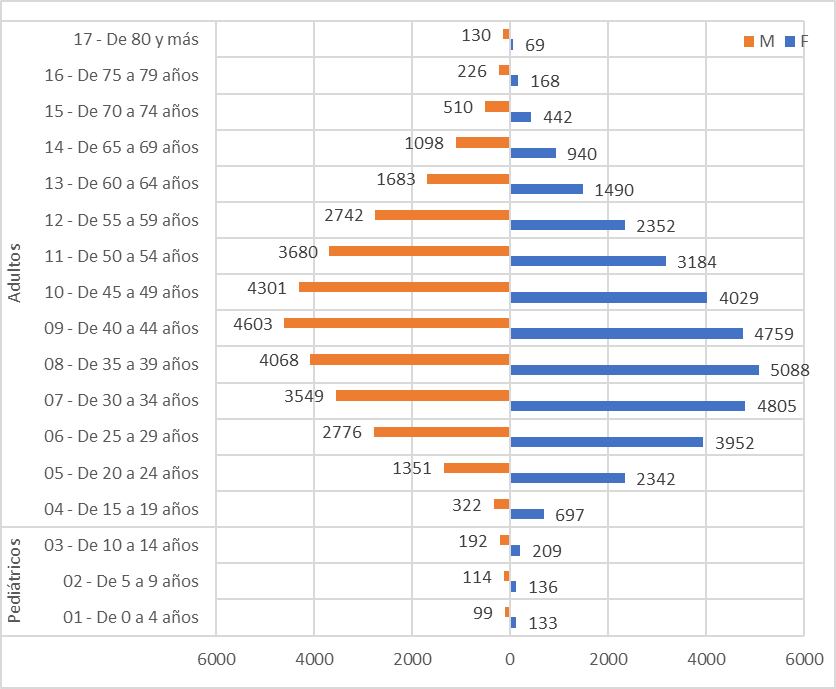 M F
Adultos
17 - De 80 y más 130 69
16 - De 75 a 79 años 226 168
15 - De 70 a 74 años 510 442
14 - De 65 a 69 años 1098 940
13 - De 60 a 64 años 1683 1490
12 - De 55 a 59 años 2742 2352
11 - De 50 a 54 años 3680 3184
10 - De 45 a 49 años 4301 4029
09 - De 40 a 44 años 4603 4759
08 - De 35 a 39 años 4068 5088
07 - De 30 a 34 años 3549 4805
06 - De 25 a 29 años 2776 3952
05 - De 20 a 24 años 1351 2342
04 - De 15 a 19 años 322 697
Pediátricos
03 - De 10 a 14 años 192 209
02 - De 5 a 9 años 114 136
01 - De 0 a 4 años 99 133
6000 4000 2000 0 2000 4000 6000